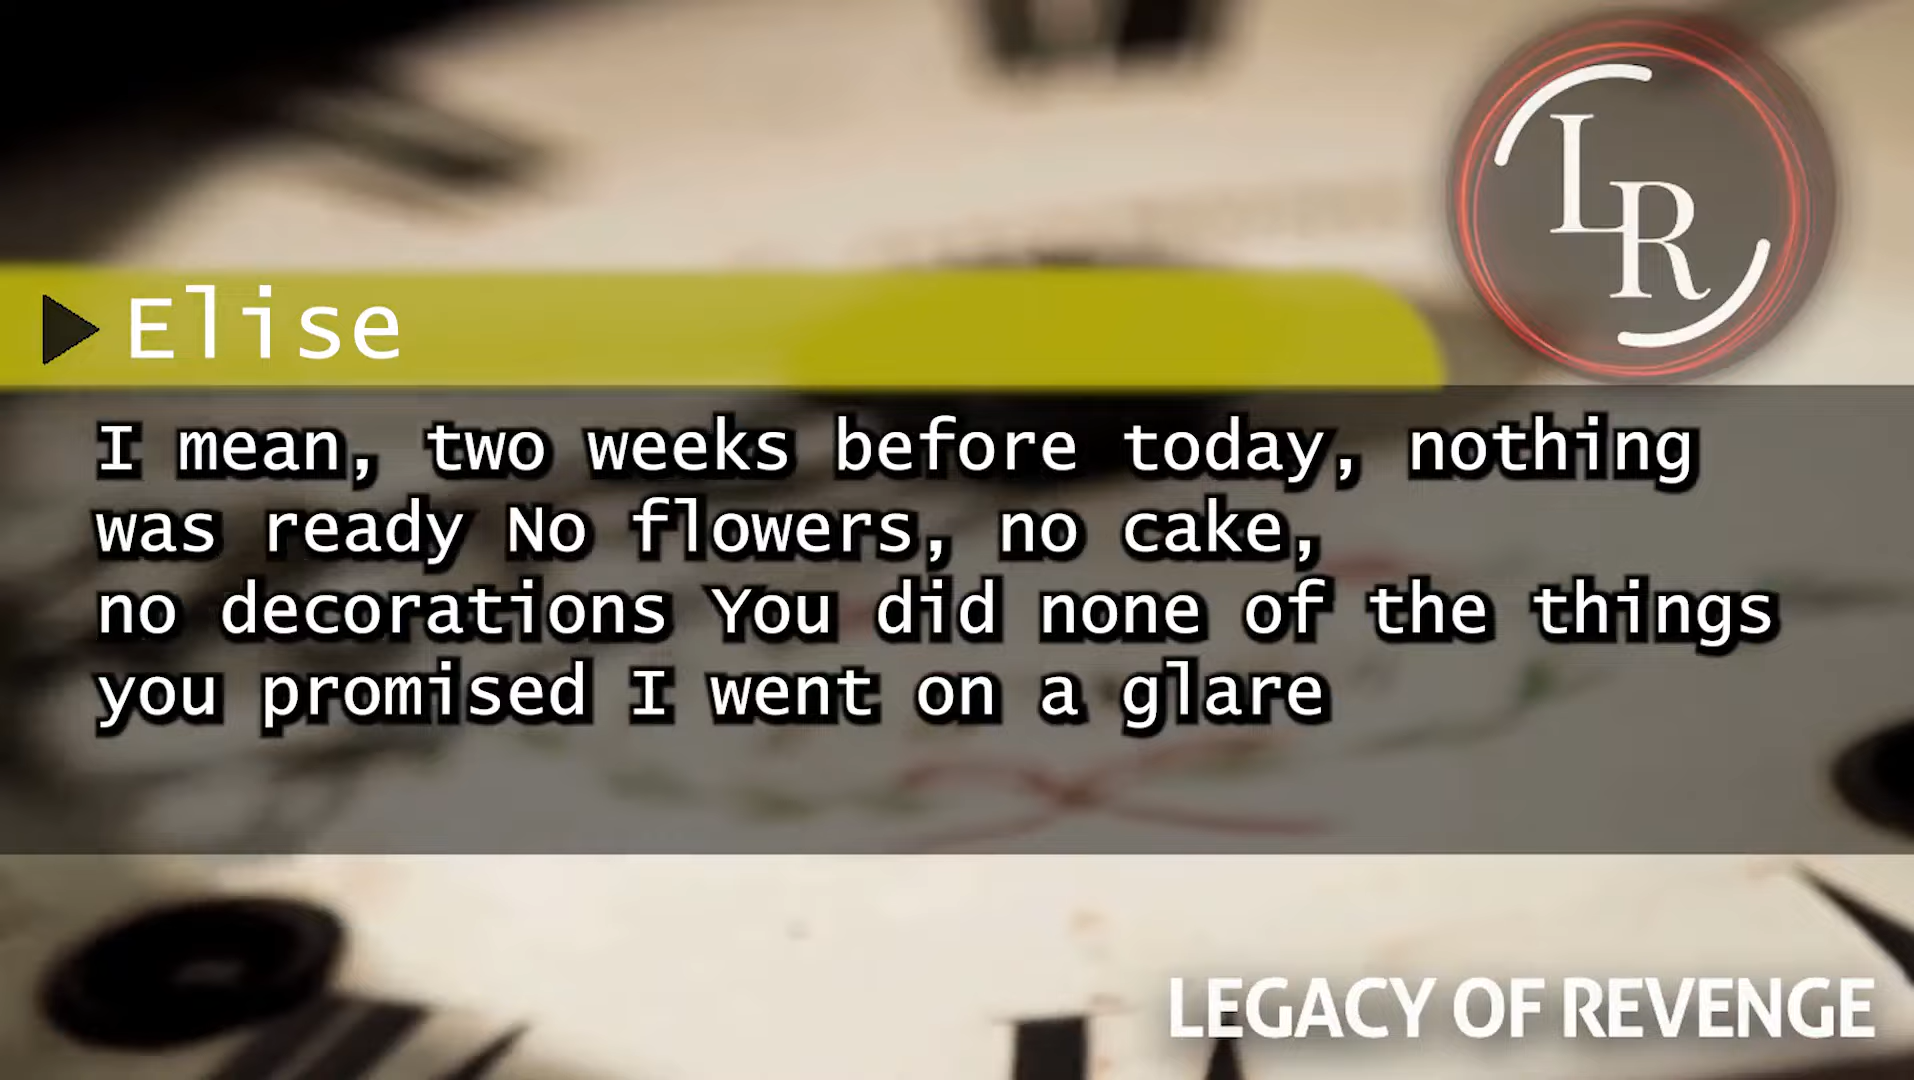 LR
Elise
I mean, two weeks before today, nothing
was ready No flowers, no cake,
no decorations You did none of the things
you promised I went on a glare
LEGACY OF REVENGE